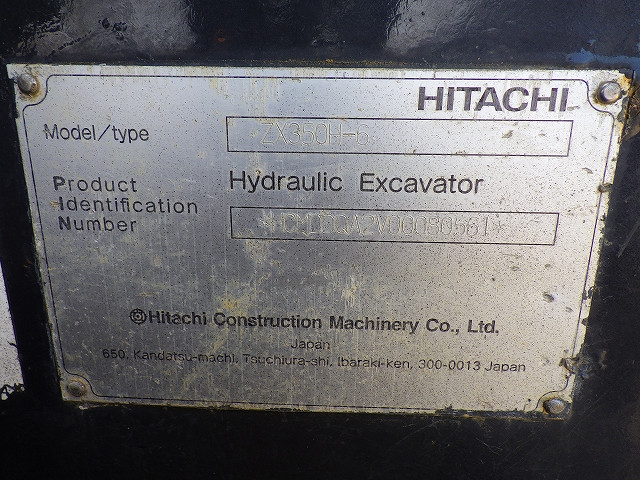 HITACHI
Model/type ZX350H-6
Product Hydraulic Excavator
Identification
Number
Hitachi Construction Machinery Co., Ltd.
Japan
650, Kandatsu-machi, Tsuchiura-shi, Ibaraki-ken, 300-0013 Japan